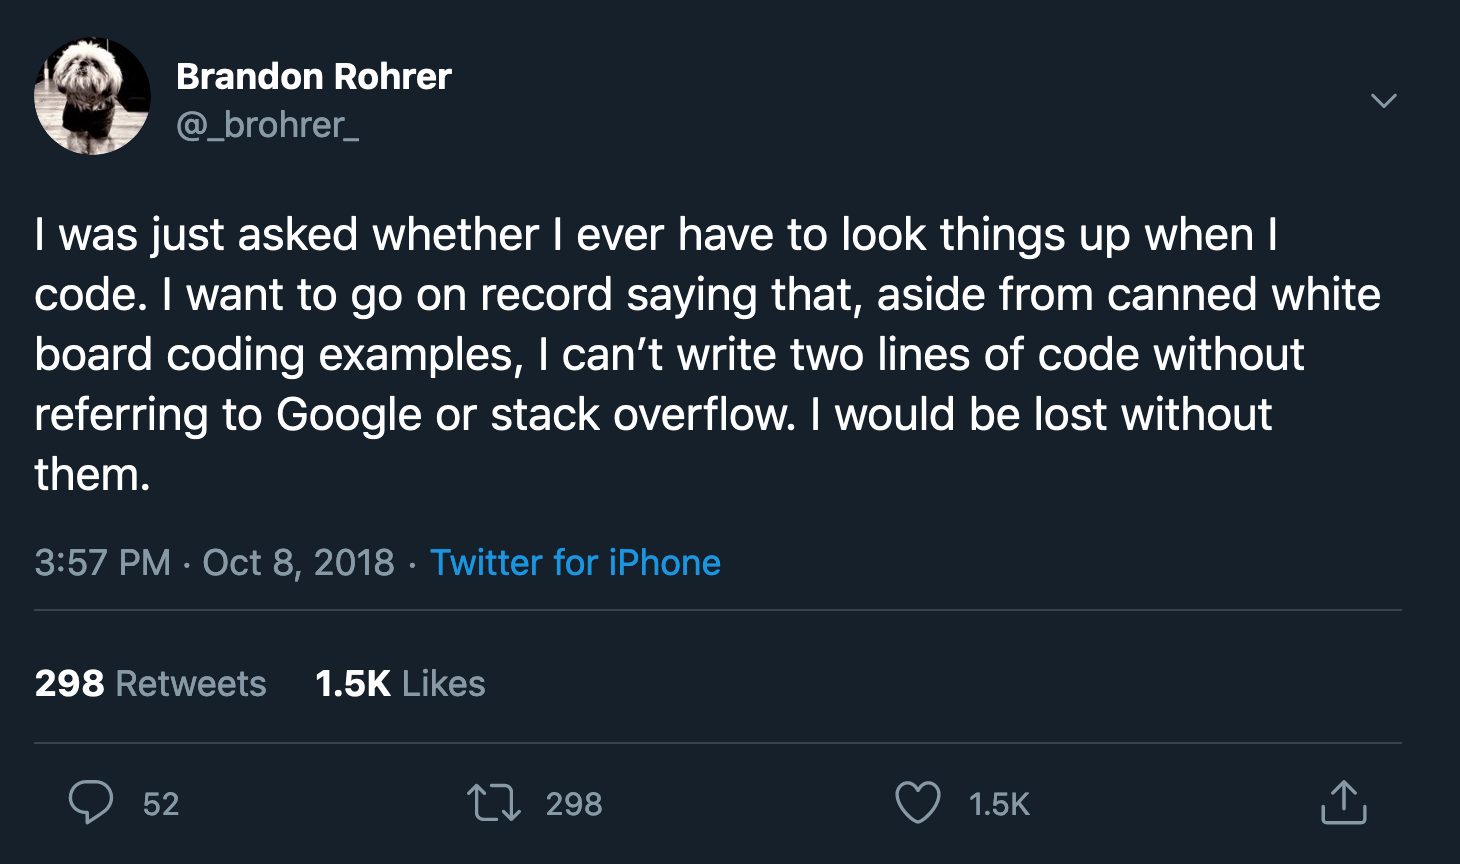 Brandon Rohrer
@_brohrer_
I was just asked whether I ever have to look things up when I
code. I want to go on record saying that, aside from canned white
board coding examples, I can’t write two lines of code without
referring to Google or stack overflow. I would be lost without
them.
3:57 PM · Oct 8, 2018 · Twitter for iPhone
298 Retweets 1.5K Likes
52 298 1.5K